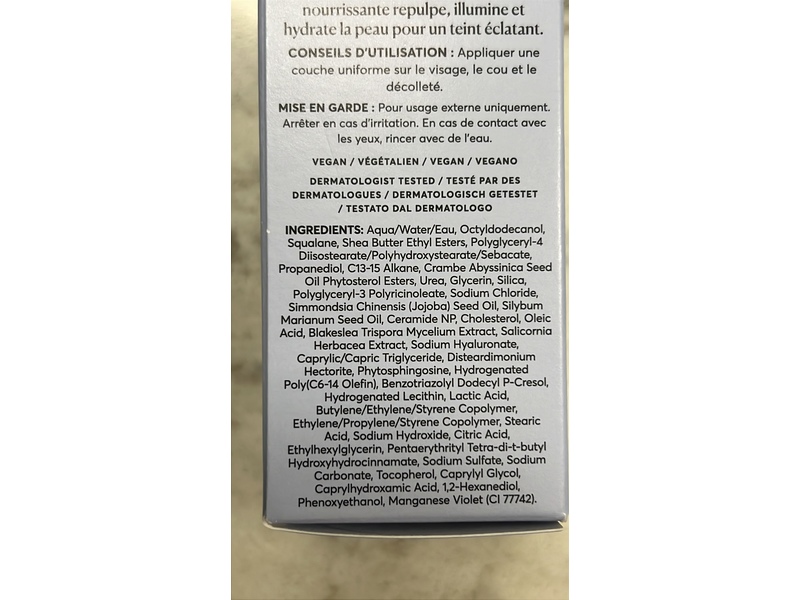 nourrissante repulpe, illumine et
hydrate la peau pour un teint éclatant.
CONSEILS D'UTILISATION : Appliquer une
couche uniforme sur le visage, le cou et le
décolleté.
MISE EN GARDE : Pour usage externe uniquement.
Arrêter en cas d'irritation. En cas de contact avec
les yeux, rincer avec de l'eau.
VEGAN / VÉGÉTALIEN / VEGAN / VEGANO
DERMATOLOGIST TESTED / TESTÉ PAR DES
DERMATOLOGUES / DERMATOLOGISCH GETESTET
/ TESTATO DAL DERMATOLOGO
INGREDIENTS: Aqua/Water/Eau, Octyldodecanol,
Squalane, Shea Butter Ethyl Esters, Polyglyceryl-4
Diisostearate/Polyhydroxystearate/Sebacate,
Propanediol, C13-15 Alkane, Crambe Abyssinica Seed
Oil Phytosterol Esters, Urea, Glycerin, Silica,
Polyglyceryl-3 Polyricinoleate, Sodium Chloride,
Simmondsia Chinensis (Jojoba) Seed Oil, Silybum
Marianum Seed Oil, Ceramide NP, Cholesterol, Oleic
Acid, Blakeslea Trispora Mycelium Extract, Salicornia
Herbacea Extract, Sodium Hyaluronate,
Caprylic/Capric Triglyceride, Disteardimonium
Hectorite, Phytosphingosine, Hydrogenated
Poly(C6-14 Olefin), Benzotriazolyl Dodecyl P-Cresol,
Hydrogenated Lecithin, Lactic Acid,
Butylene/Ethylene/Styrene Copolymer,
Ethylene/Propylene/Styrene Copolymer, Stearic
Acid, Sodium Hydroxide, Citric Acid,
Ethylhexylglycerin, Pentaerythrityl Tetra-di-t-butyl
Hydroxyhydrocinnamate, Sodium Sulfate, Sodium
Carbonate, Tocopherol, Caprylyl Glycol,
Caprylhydroxamic Acid, 1,2-Hexanediol,
Phenoxyethanol, Manganese Violet (CI 77742).